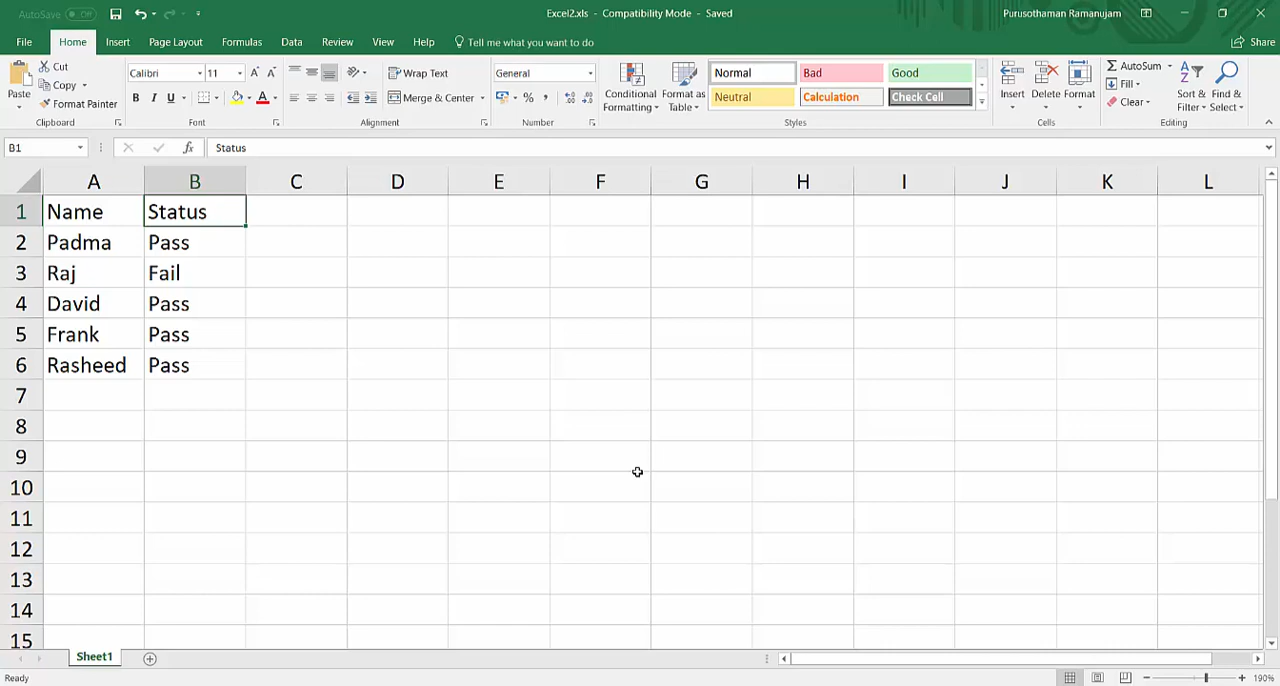 AutoSave Off Excel2.xls - Compatibility Mode - Saved Purusothaman Ramanujam
File Home Insert Page Layout Formulas Data Review View Help Tell me what you want to do Share
Paste Cut Copy Format Painter
Calibri 11 A A B I U A
Wrap Text Merge & Center
General % ,
Conditional Formatting Format as Table
Normal Bad Good
Neutral Calculation Check Cell
Insert Delete Format
AutoSum Fill Clear Sort & Filter Find & Select
Clipboard Font Alignment Number Styles Cells Editing
B1 fx Status
A B C D E F G H I J K L
1 Name Status
2 Padma Pass
3 Raj Fail
4 David Pass
5 Frank Pass
6 Rasheed Pass
7
8
9
10
11
12
13
14
15
Sheet1
Ready 190%